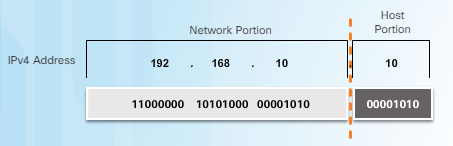 Network Portion
Host
Portion
IPv4 Address
192 . 168 . 10 . 10
11000000 10101000 00001010 00001010